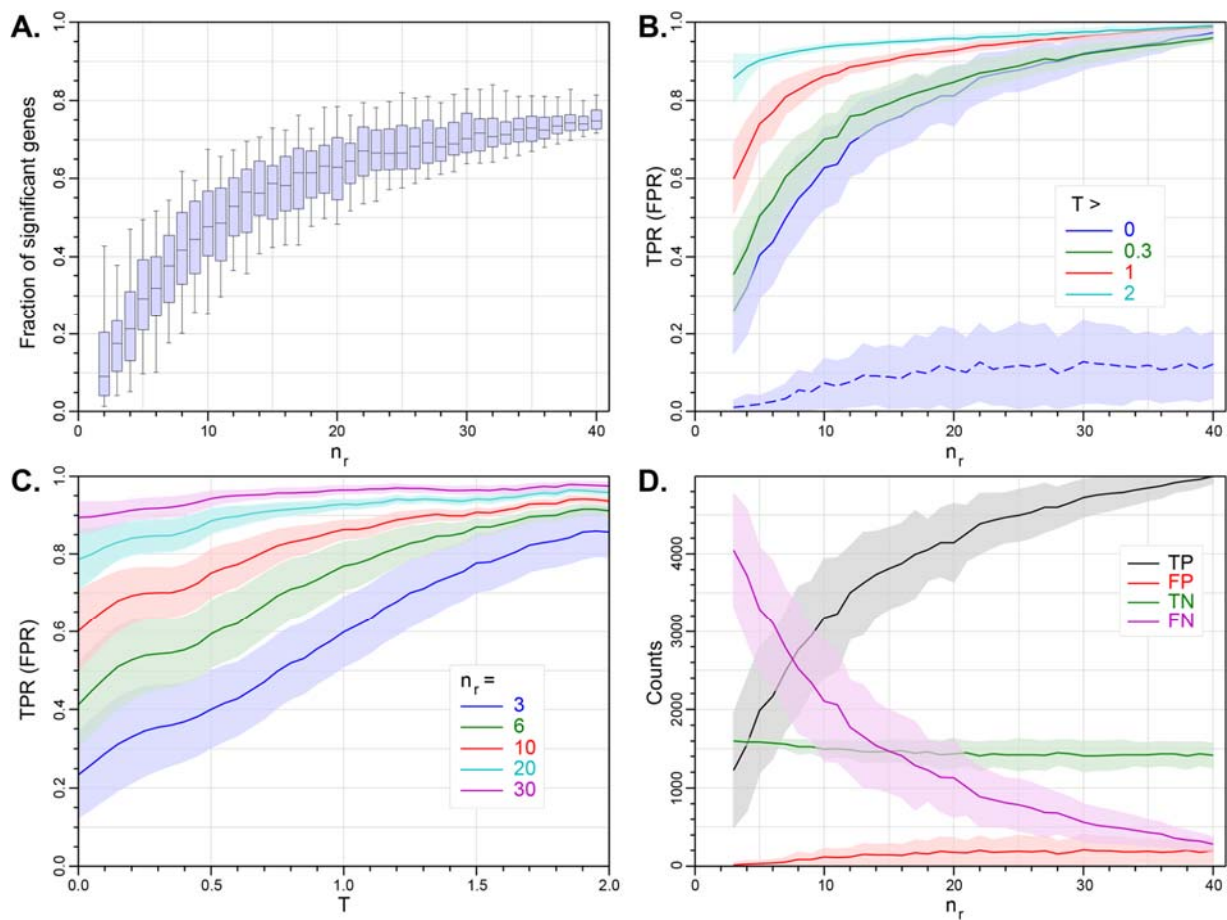 A.
Fraction of significant genes
0.0 0.2 0.4 0.6 0.8 1.0
0 10 20 30 40
n_r
B.
TPR (FPR)
0.0 0.2 0.4 0.6 0.8 1.0
T >
0
0.3
1
2
0 10 20 30 40
n_r
C.
TPR (FPR)
0.0 0.2 0.4 0.6 0.8 1.0
n_r =
3
6
10
20
30
0.0 0.5 1.0 1.5 2.0
T
D.
Counts
0 1000 2000 3000 4000
TP
FP
TN
FN
0 10 20 30 40
n_r